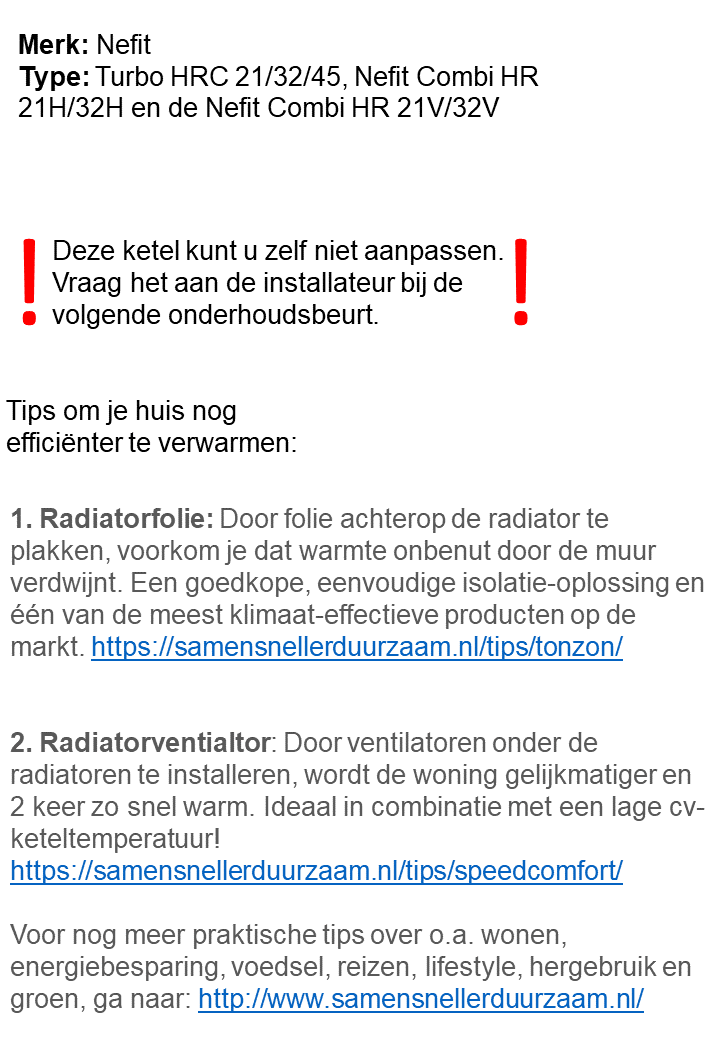 Merk: Nefit
Type: Turbo HRC 21/32/45, Nefit Combi HR
21H/32H en de Nefit Combi HR 21V/32V
! Deze ketel kunt u zelf niet aanpassen. !
Vraag het aan de installateur bij de
volgende onderhoudsbeurt.
Tips om je huis nog
efficiënter te verwarmen:
1. Radiatorfolie: Door folie achterop de radiator te
plakken, voorkom je dat warmte onbenut door de muur
verdwijnt. Een goedkope, eenvoudige isolatie-oplossing en
één van de meest klimaat-effectieve producten op de
markt. https://samensnellerduurzaam.nl/tips/tonzon/
2. Radiatorventialtor: Door ventilatoren onder de
radiatoren te installeren, wordt de woning gelijkmatiger en
2 keer zo snel warm. Ideaal in combinatie met een lage cv-
keteltemperatuur!
https://samensnellerduurzaam.nl/tips/speedcomfort/
Voor nog meer praktische tips over o.a. wonen,
energiebesparing, voedsel, reizen, lifestyle, hergebruik en
groen, ga naar: http://www.samensnellerduurzaam.nl/